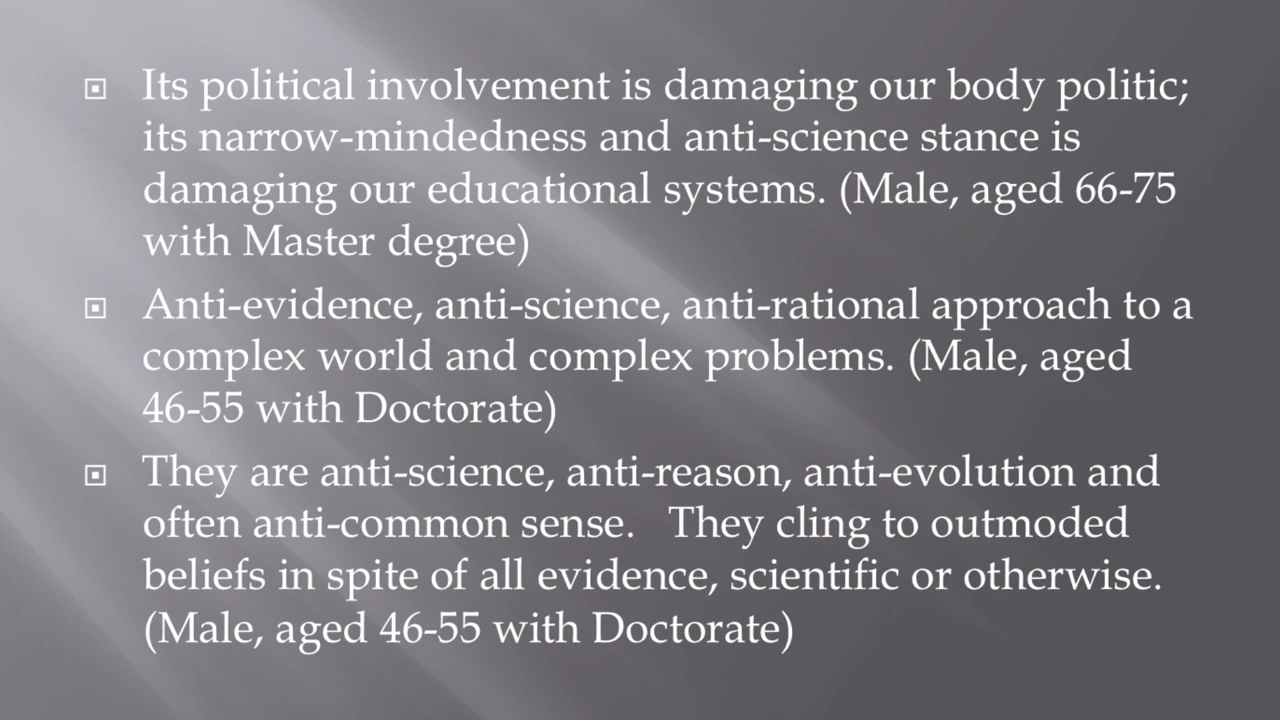 Its political involvement is damaging our body politic;
its narrow-mindedness and anti-science stance is
damaging our educational systems. (Male, aged 66-75
with Master degree)
Anti-evidence, anti-science, anti-rational approach to a
complex world and complex problems. (Male, aged
46-55 with Doctorate)
They are anti-science, anti-reason, anti-evolution and
often anti-common sense.   They cling to outmoded
beliefs in spite of all evidence, scientific or otherwise.
(Male, aged 46-55 with Doctorate)